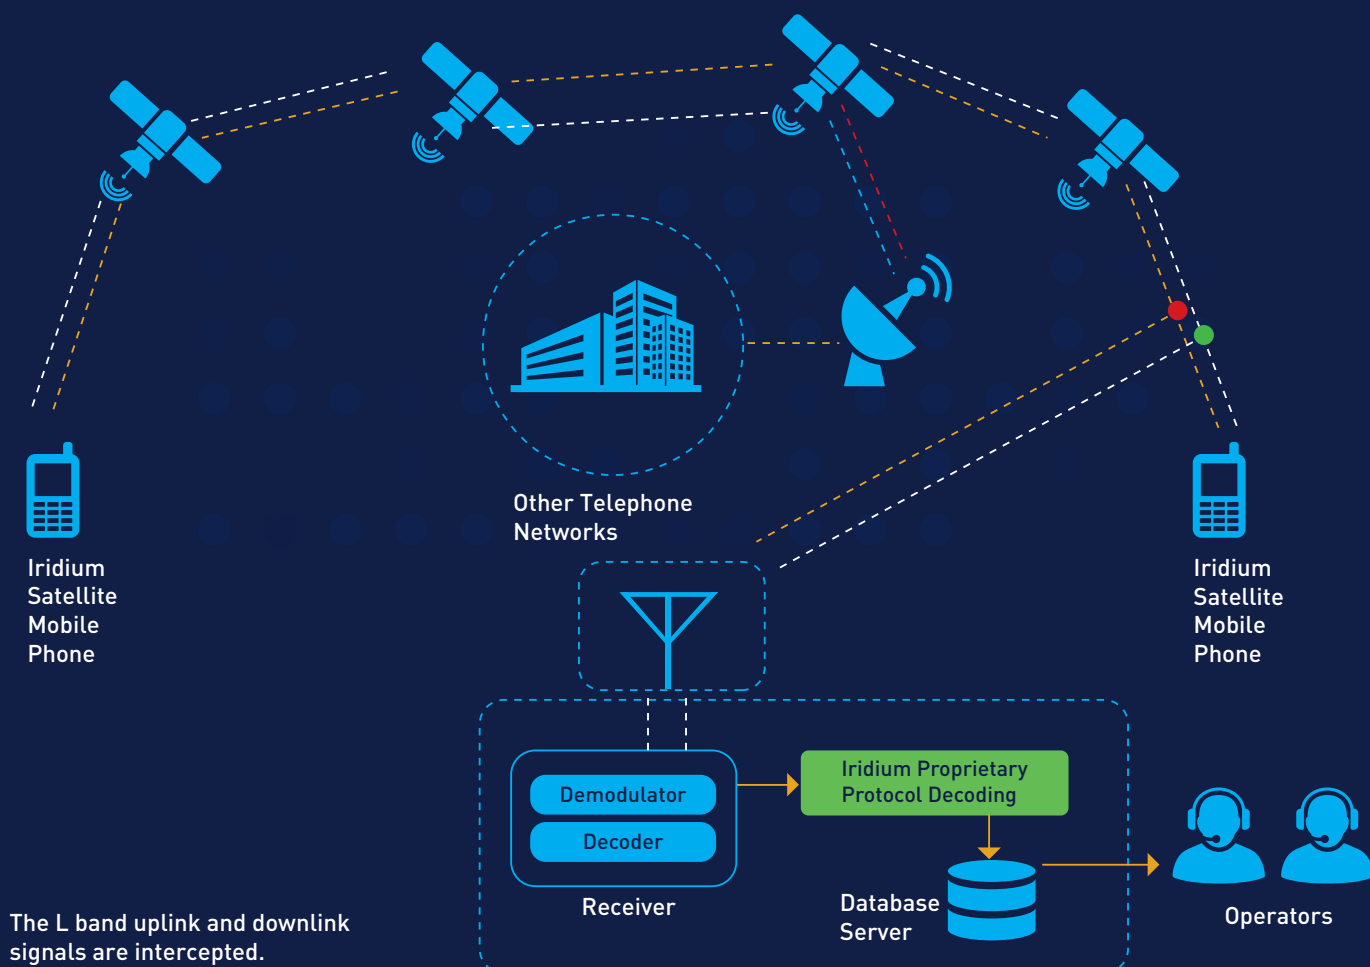 Other Telephone
Networks
Iridium
Satellite
Mobile
Phone
Iridium
Satellite
Mobile
Phone
Demodulator
Decoder
Receiver
Iridium Proprietary
Protocol Decoding
Database
Server
Operators
The L band uplink and downlink
signals are intercepted.